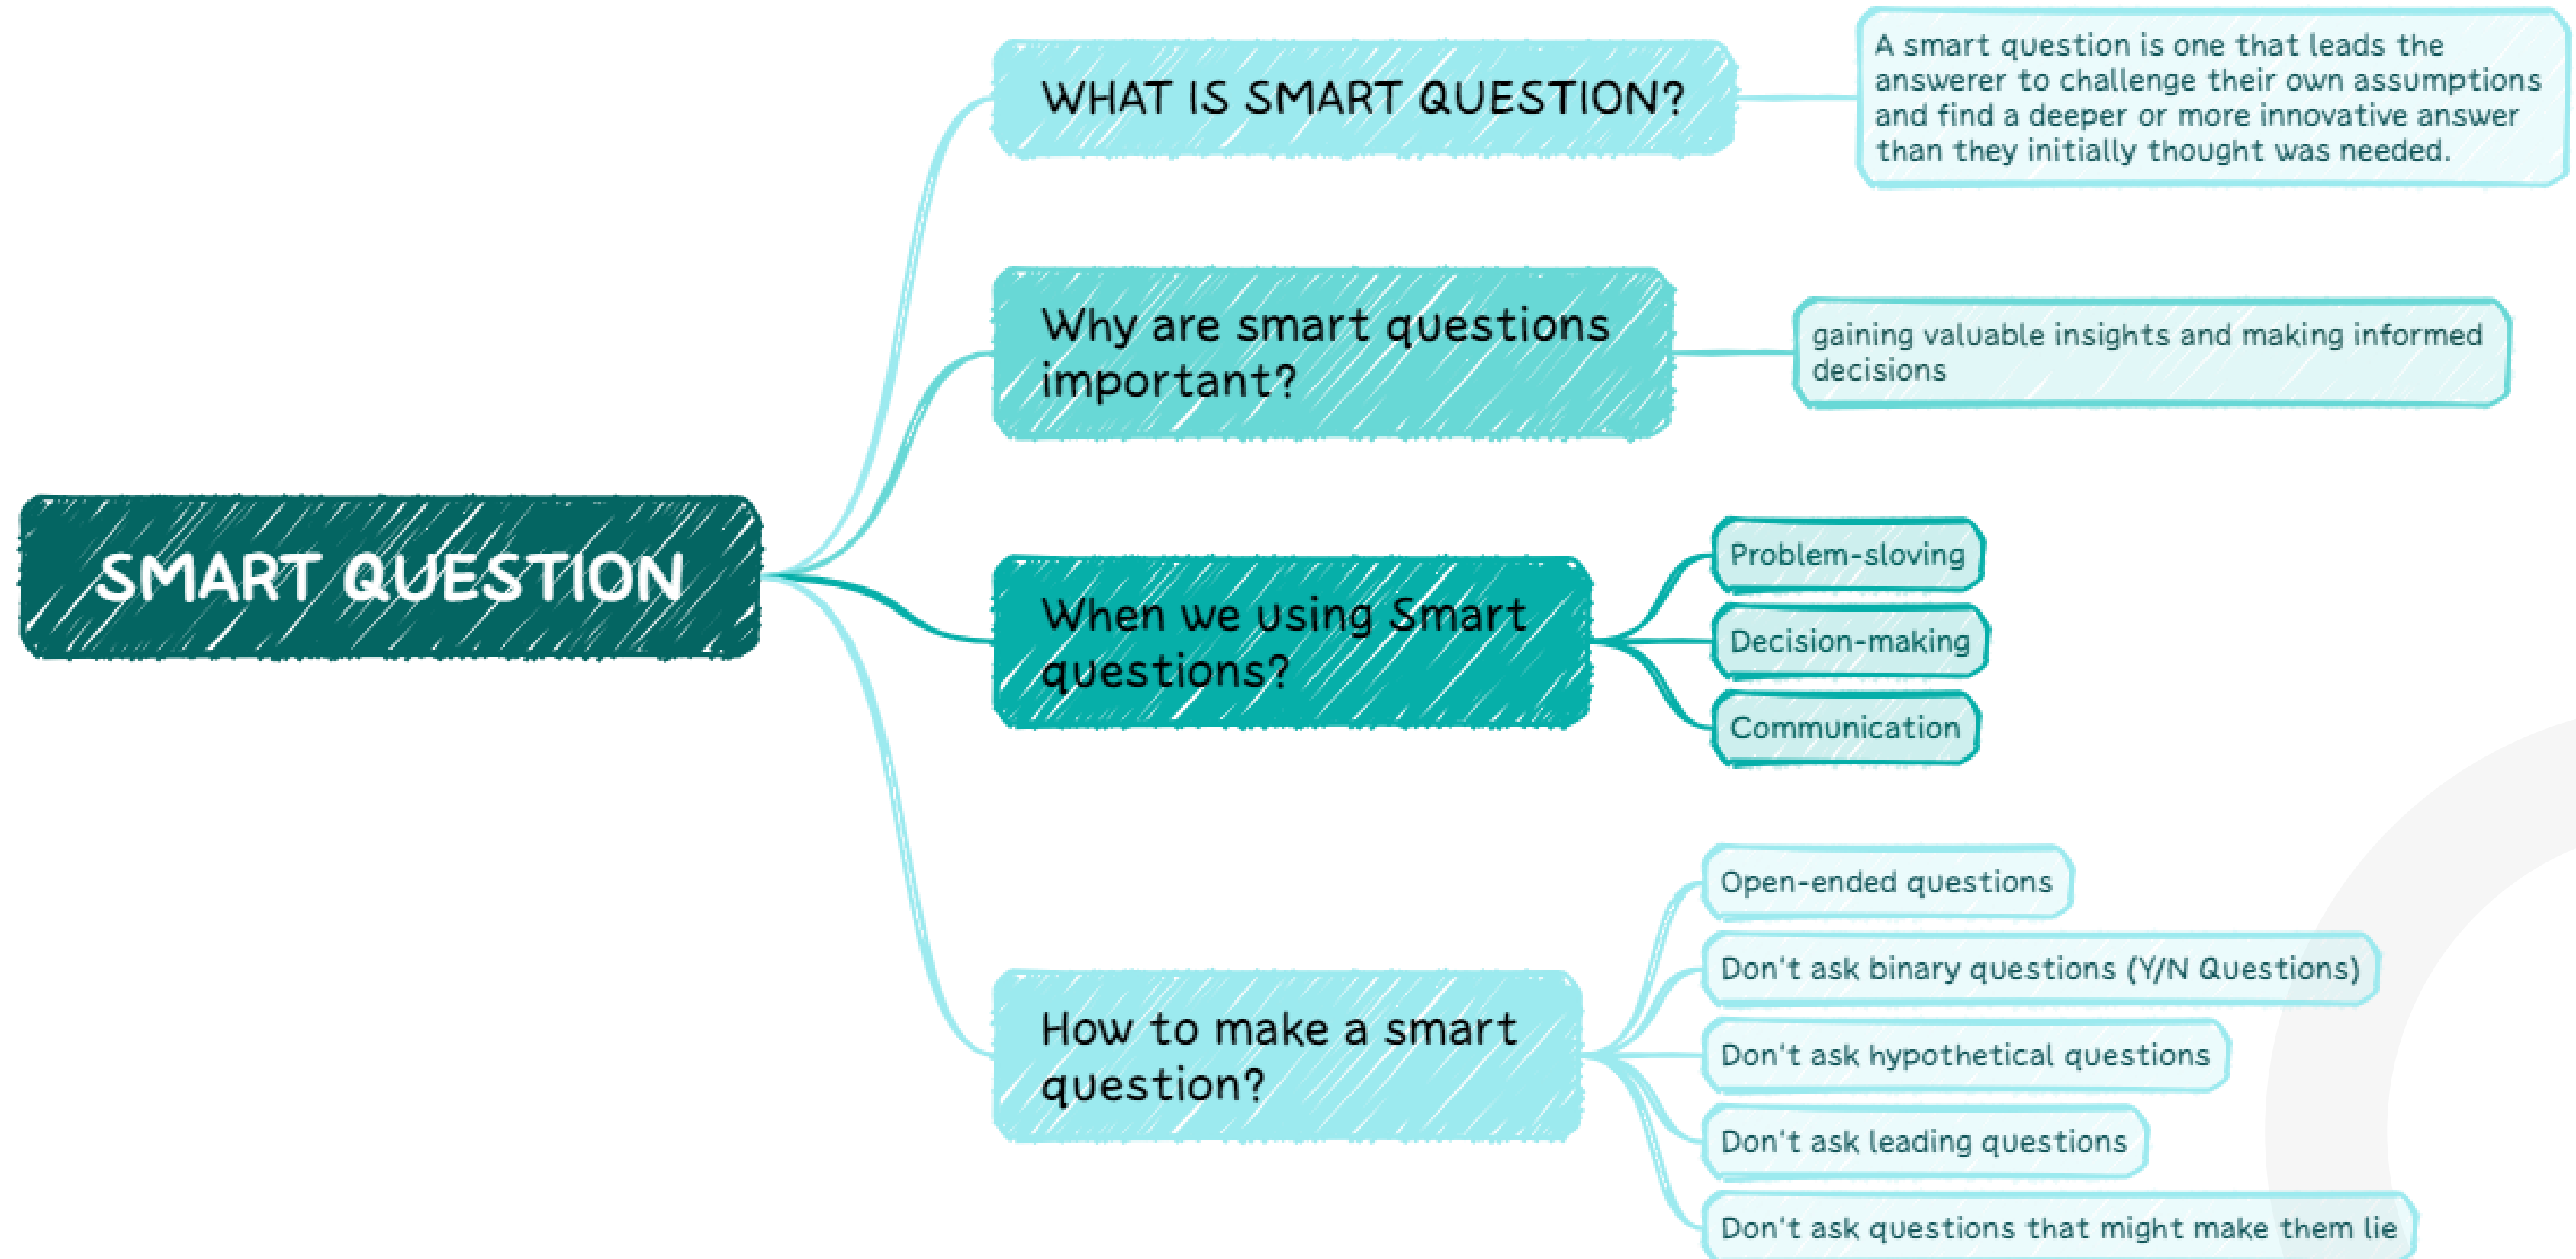 SMART QUESTION
WHAT IS SMART QUESTION?
A smart question is one that leads the
answerer to challenge their own assumptions
and find a deeper or more innovative answer
than they initially thought was needed.
Why are smart questions
important?
gaining valuable insights and making informed
decisions
When we using Smart
questions?
Problem-sloving
Decision-making
Communication
How to make a smart
question?
Open-ended questions
Don't ask binary questions (Y/N Questions)
Don't ask hypothetical questions
Don't ask leading questions
Don't ask questions that might make them lie